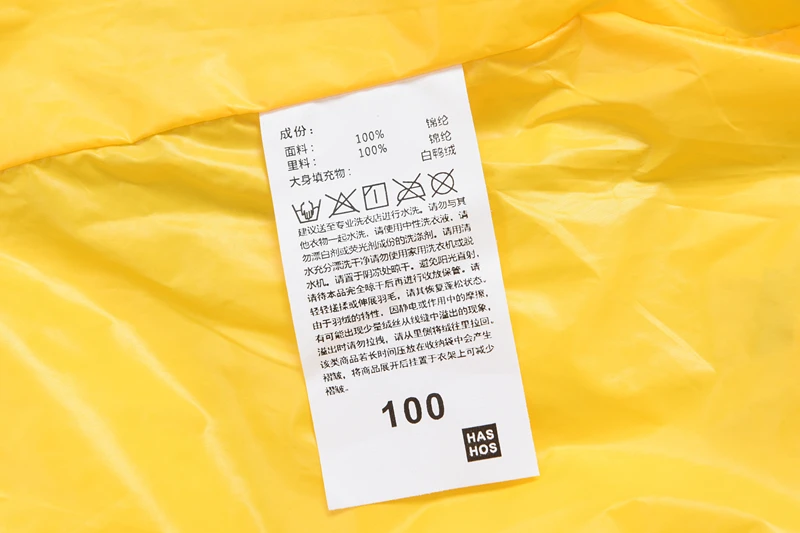 成份：
面料： 100% 锦纶
里料： 100% 锦纶
大身填充物： 白鸭绒
建议送至专业洗衣店进行水洗。请勿与其
他衣物一起水洗，请使用中性洗衣液，请
勿漂白剂或荧光剂成份的洗涤剂。请用清
水充分漂洗干净请勿使用家用洗衣机或脱
水机。请置于阴凉处晾干。避免阳光直射，
请待本品完全晾干后再进行收放保管。请
轻轻揉揉或伸展羽毛，请其恢复蓬松状态。
由于羽绒的特性，因静电或作用中的摩擦，
有可能出现少量绒丝从线缝中溢出的现象，
溢出时请勿拉拽，请从里侧将绒往里拉回。
该类商品若长时间压放在收纳袋中会产生
褶皱，将商品展开后挂置于衣架上可减少
褶皱。
100
HAS
HOS